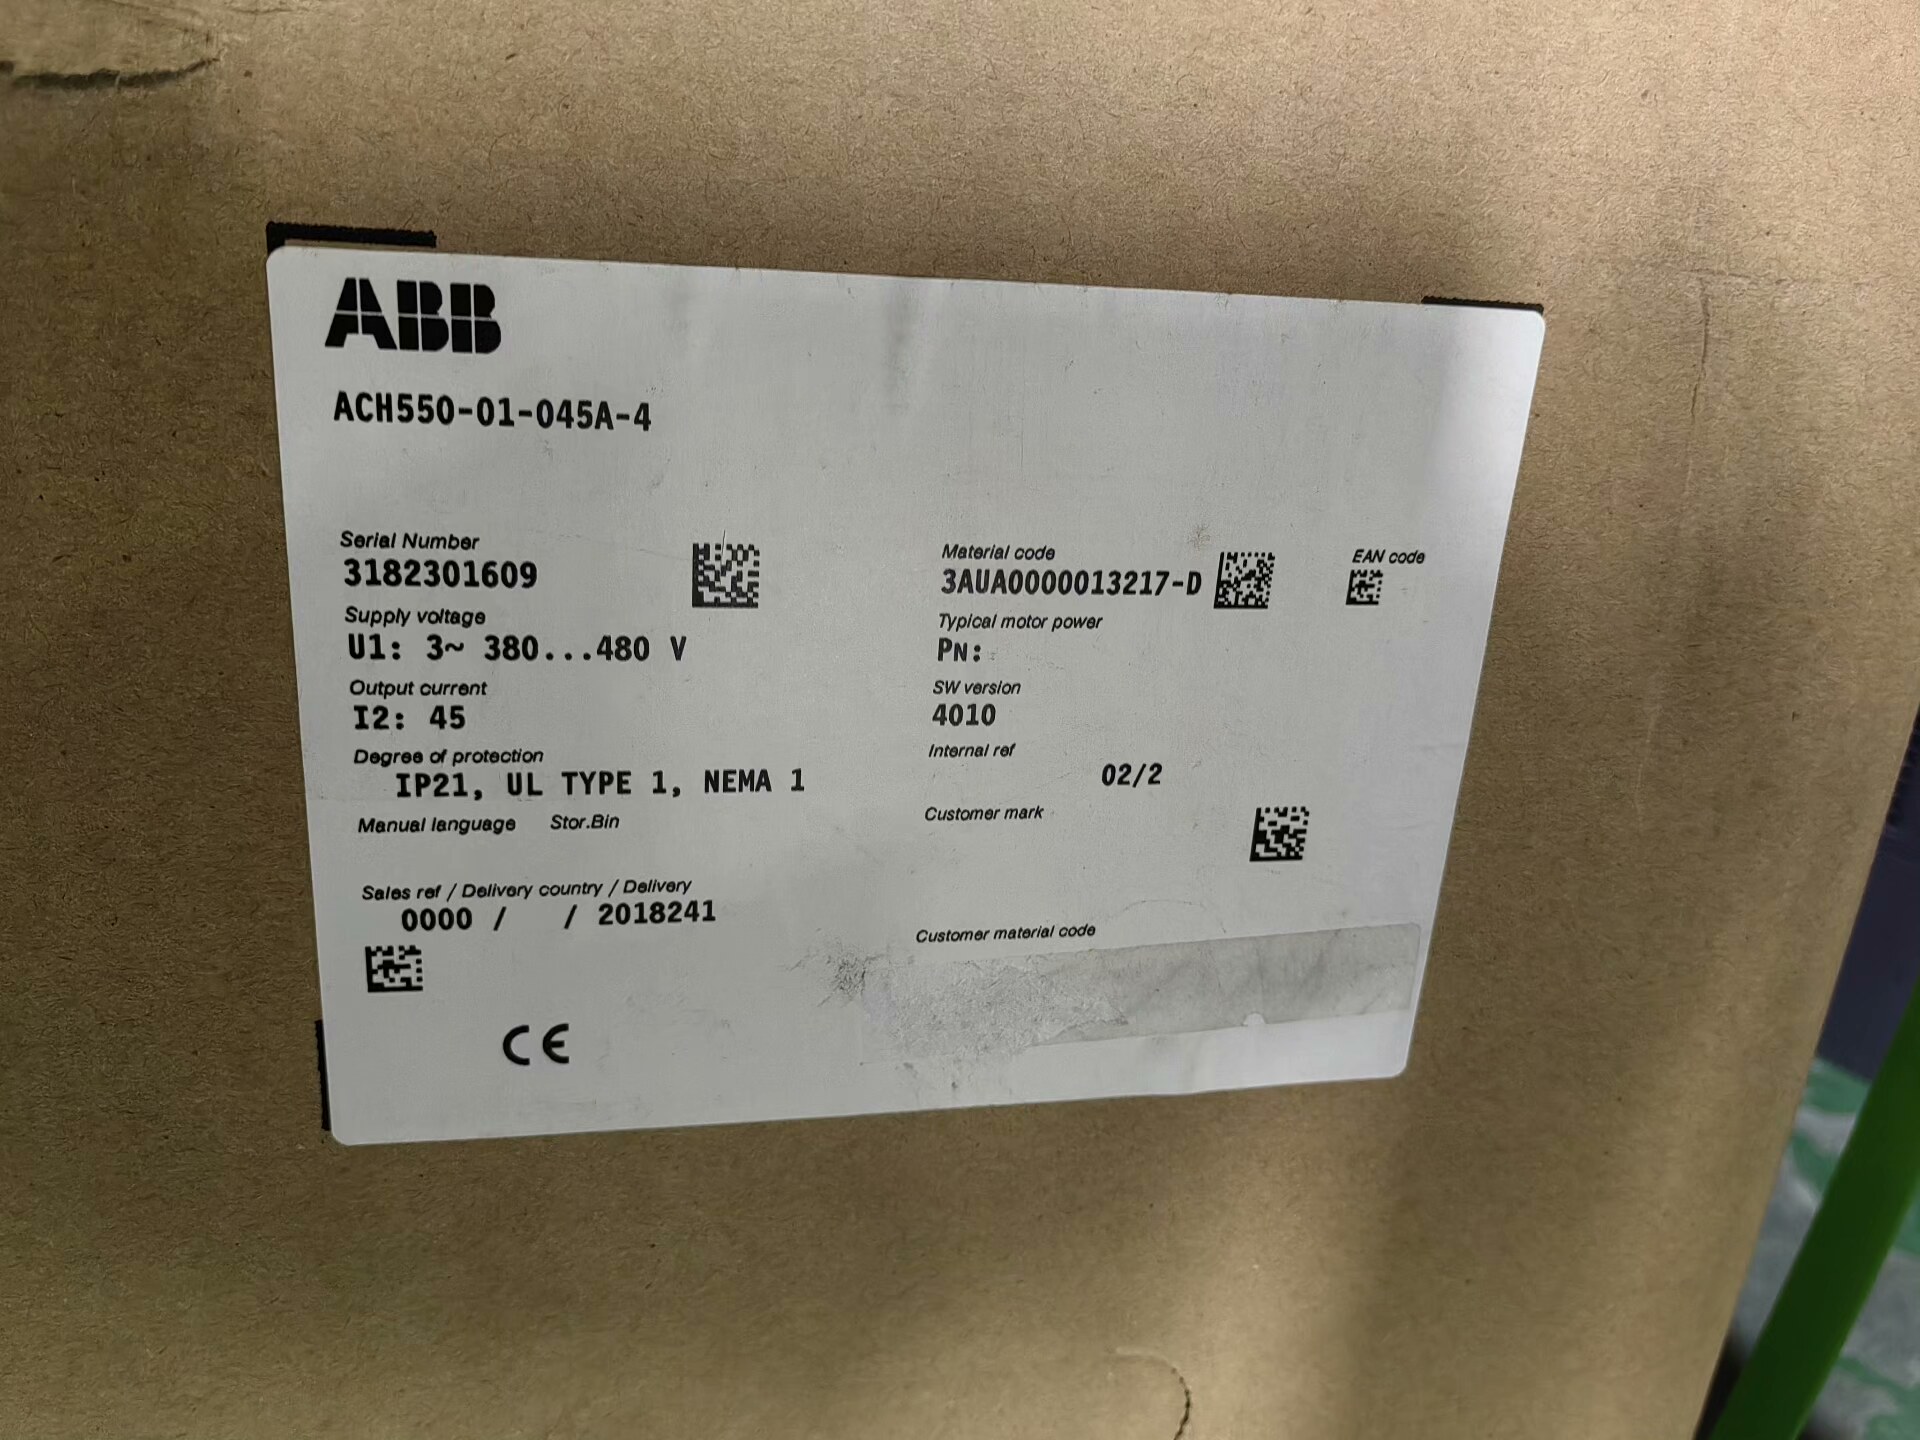 ABB
ACH550-01-045A-4
Serial Number
3182301609
Supply voltage
U1: 3~ 380...480 V
Output current
I2: 45
Degree of protection
IP21, UL TYPE 1, NEMA 1
Manual language Stor.Bin
Sales ref / Delivery country / Delivery
0000 / / 2018241
CE
Material code
3AUA0000013217-D
EAN code
Typical motor power
PN:
SW version
4010
Internal ref
02/2
Customer mark
Customer material code